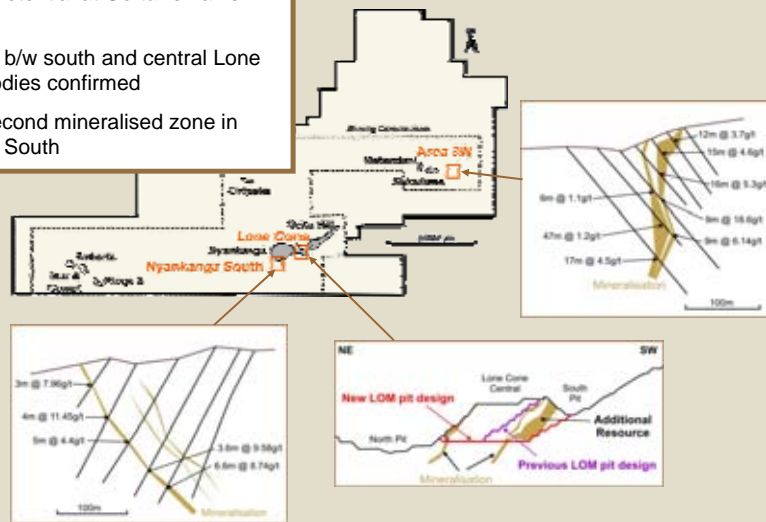 b/w south and central Lone
odies confirmed
econd mineralised zone in
South
Area 3W
Lone Cone
Nyankanga
Nyankanga South
12m @ 3.7g/t
15m @ 4.6g/t
16m @ 5.3g/t
6m @ 1.1g/t
9m @ 18.6g/t
47m @ 1.2g/t
9m @ 6.14g/t
17m @ 4.5g/t
Mineralisation
100m
3m @ 7.96g/t
4m @ 11.45g/t
5m @ 4.4g/t
3.6m @ 9.58g/t
6.6m @ 8.74g/t
100m
Mineralisation
NE
SW
Lone Cone
Central
South
Pit
New LOM pit design
Additional
Resource
North Pit
Previous LOM pit design
Mineralisation